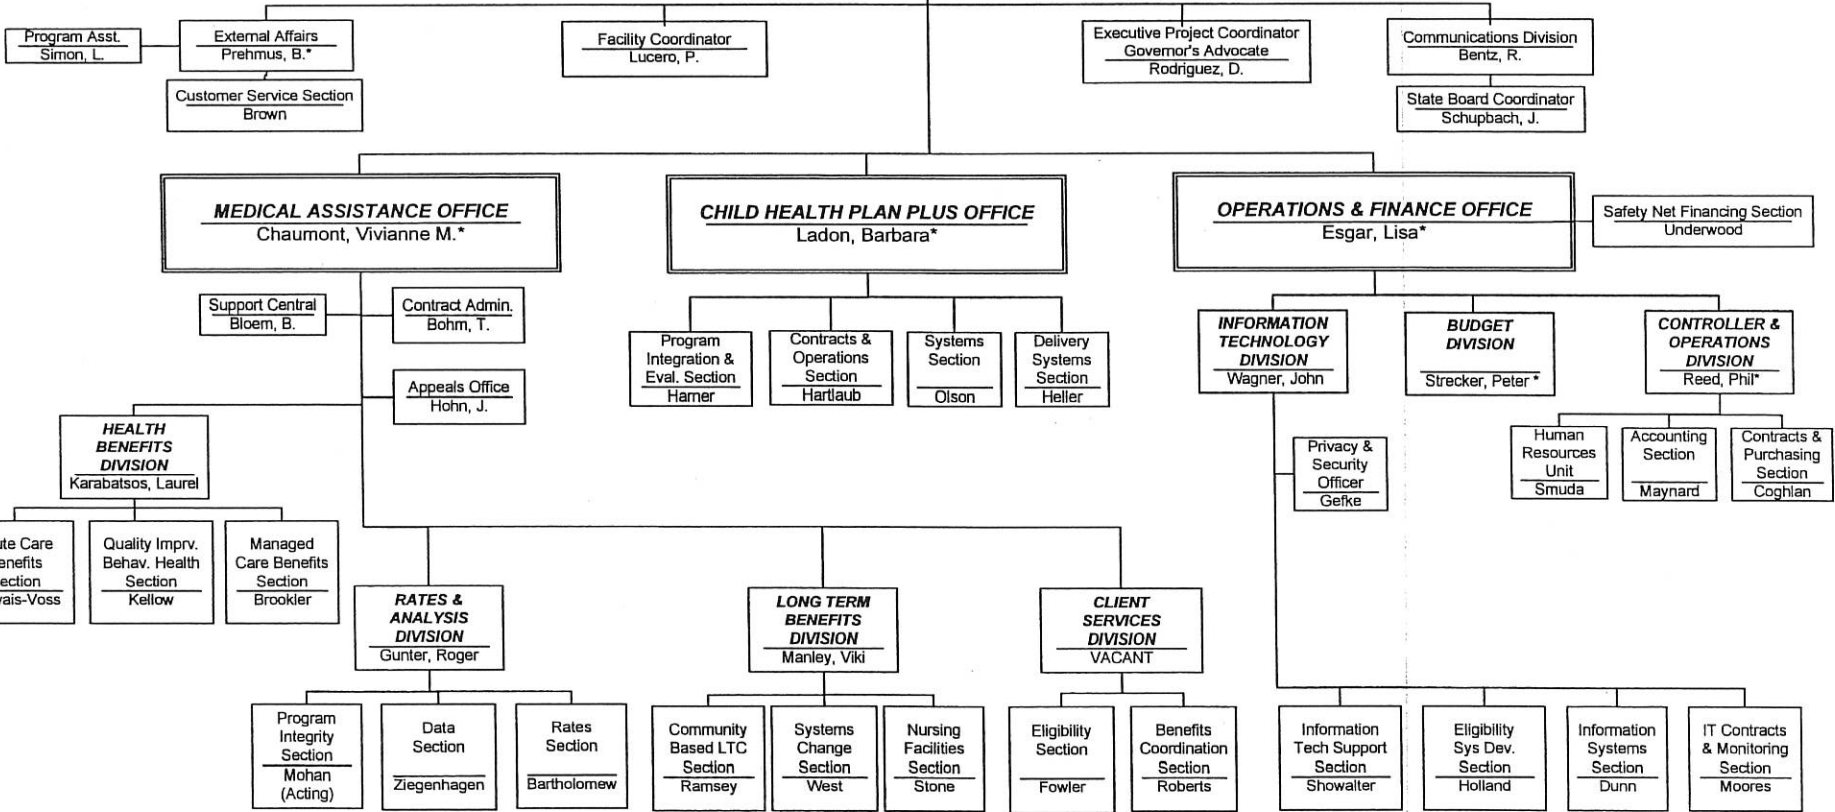 Program Asst.
Simon, L.
External Affairs
Prehmus, B.*
Customer Service Section
Brown
Facility Coordinator
Lucero, P.
Executive Project Coordinator
Governor's Advocate
Rodriguez, D.
Communications Division
Bentz, R.
State Board Coordinator
Schupbach, J.
MEDICAL ASSISTANCE OFFICE
Chaumont, Vivianne M.*
CHILD HEALTH PLAN PLUS OFFICE
Ladon, Barbara*
OPERATIONS & FINANCE OFFICE
Esgar, Lisa*
Safety Net Financing Section
Underwood
Support Central
Bloem, B.
Contract Admin.
Bohm, T.
Appeals Office
Hohn, J.
Program
Integration &
Eval. Section
Harner
Contracts &
Operations
Section
Hartlaub
Systems
Section
Olson
Delivery
Systems
Section
Heller
INFORMATION
TECHNOLOGY
DIVISION
Wagner, John
BUDGET
DIVISION
Strecker, Peter *
CONTROLLER &
OPERATIONS
DIVISION
Reed, Phil*
Privacy &
Security
Officer
Gefke
Human
Resources
Unit
Smuda
Accounting
Section
Maynard
Contracts &
Purchasing
Section
Coghlan
HEALTH
BENEFITS
DIVISION
Karabatsos, Laurel
ute Care
enefits
ection
vais-Voss
Quality Imprv.
Behav. Health
Section
Kellow
Managed
Care Benefits
Section
Brookler
RATES &
ANALYSIS
DIVISION
Gunter, Roger
LONG TERM
BENEFITS
DIVISION
Manley, Viki
CLIENT
SERVICES
DIVISION
VACANT
Program
Integrity
Section
Mohan
(Acting)
Data
Section
Ziegenhagen
Rates
Section
Bartholomew
Community
Based LTC
Section
Ramsey
Systems
Change
Section
West
Nursing
Facilities
Section
Stone
Eligibility
Section
Fowler
Benefits
Coordination
Section
Roberts
Information
Tech Support
Section
Showalter
Eligibility
Sys Dev.
Section
Holland
Information
Systems
Section
Dunn
IT Contracts
& Monitoring
Section
Moores